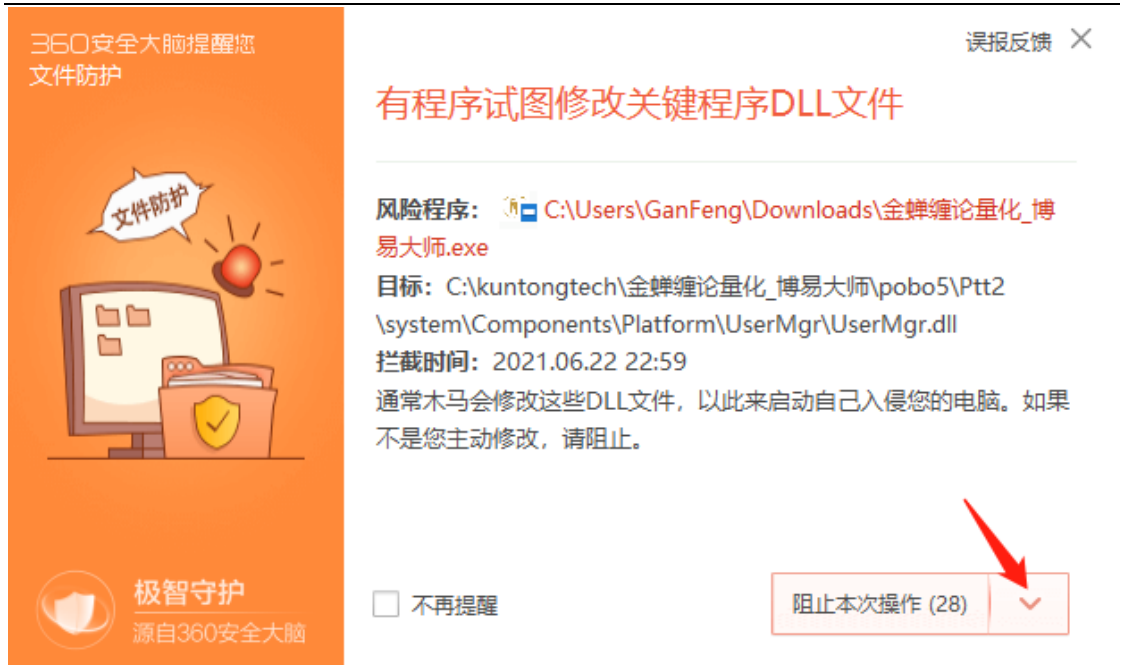 360安全大脑提醒您
文件防护
误报反馈
有程序试图修改关键程序DLL文件
文件防护
风险程序： C:\Users\GanFeng\Downloads\金蝉缠论量化_博
易大师.exe
目标：C:\kuntongtech\金蝉缠论量化_博易大师\pobo5\Ptt2
\system\Components\Platform\UserMgr\UserMgr.dll
拦截时间：2021.06.22 22:59
通常木马会修改这些DLL文件，以此来启动自己入侵您的电脑。如果
不是您主动修改，请阻止。
极智守护
源自360安全大脑
不再提醒
阻止本次操作 (28)